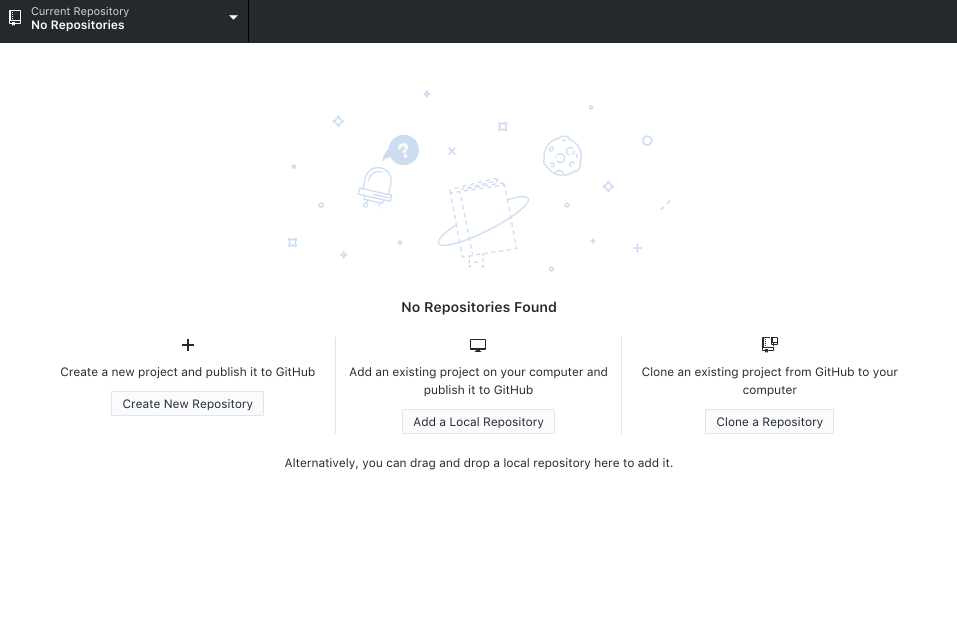 Current Repository
No Repositories
?
No Repositories Found
Create a new project and publish it to GitHub
Create New Repository
Add an existing project on your computer and
publish it to GitHub
Add a Local Repository
Clone an existing project from GitHub to your
computer
Clone a Repository
Alternatively, you can drag and drop a local repository here to add it.